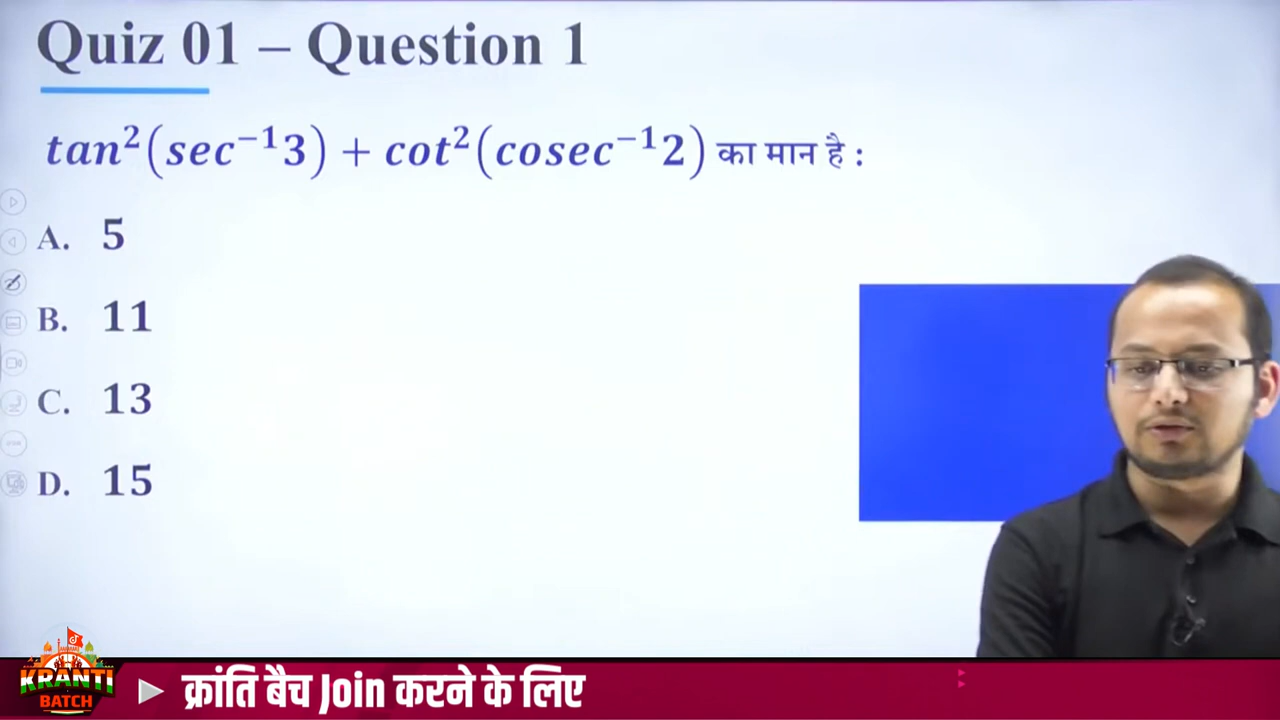 Quiz 01 – Question 1
tan²(sec⁻¹3) + cot²(cosec⁻¹2) का मान है :
A. 5
B. 11
C. 13
D. 15
KRANTI
BATCH
क्रांति बैच Join करने के लिए